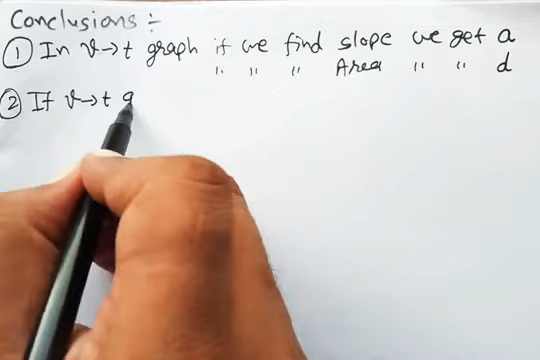 Conclusions :-
① In v→t graph if we find slope we get a
" " " Area " " d
② If v→t g